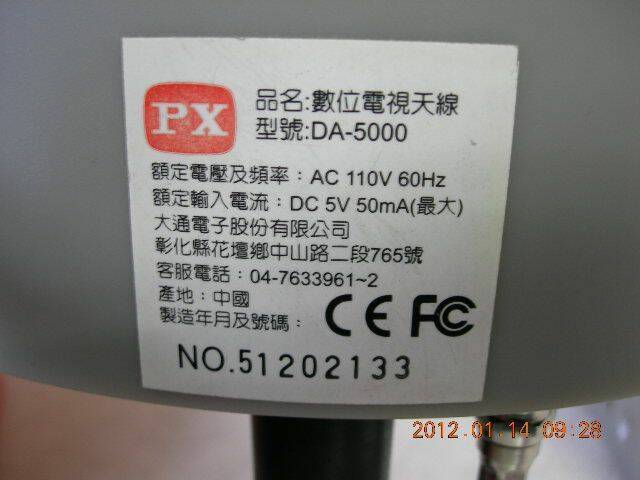 PX
品名:數位電視天線
型號:DA-5000
額定電壓及頻率：AC 110V 60Hz
額定輸入電流：DC 5V 50mA(最大)
大通電子股份有限公司
彰化縣花壇鄉中山路二段765號
客服電話：04-7633961~2
產地：中國
製造年月及號碼：
CE FC
NO.51202133
2012.01.14 09:28